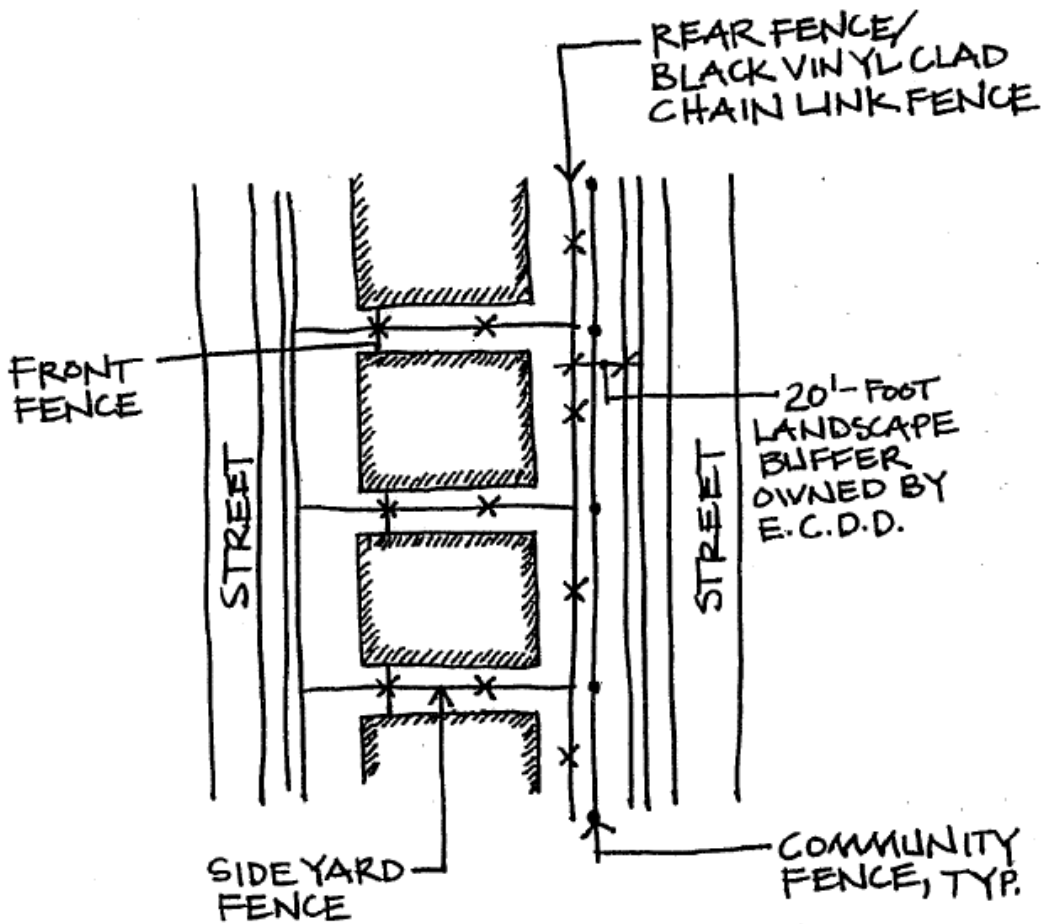 REAR FENCE/
BLACK VINYL CLAD
CHAIN LINK FENCE
FRONT
FENCE
STREET
20'-FOOT
LANDSCAPE
BUFFER
OWNED BY
E.C.D.D.
STREET
SIDE YARD
FENCE
COMMUNITY
FENCE, TYP.